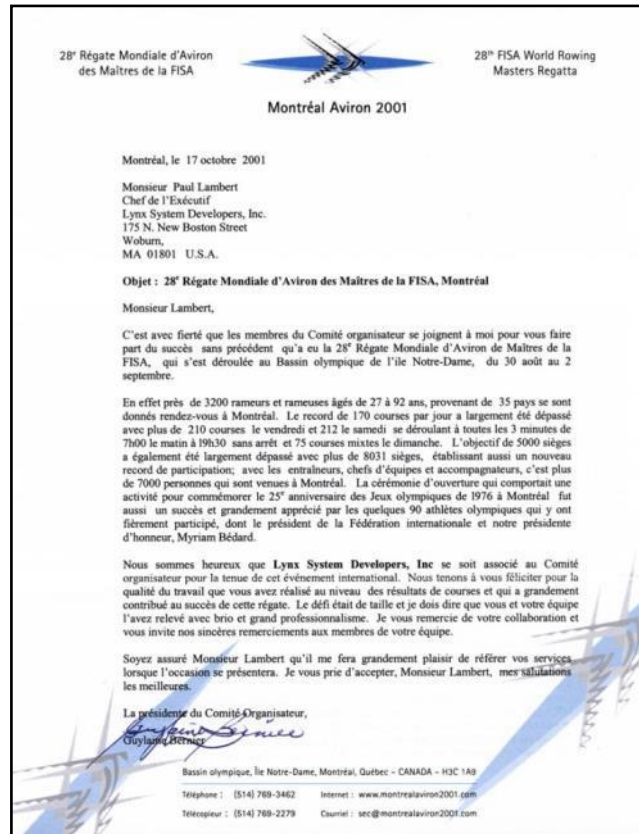 28e Régate Mondiale d'Aviron
des Maîtres de la FISA
28th FISA World Rowing
Masters Regatta
Montréal Aviron 2001
Montréal, le 17 octobre 2001
Monsieur Paul Lambert
Chef de l'Exécutif
Lynx System Developers, Inc.
175 N. New Boston Street
Woburn,
MA 01801 U.S.A.
Objet : 28e Régate Mondiale d'Aviron des Maîtres de la FISA, Montréal
Monsieur Lambert,
C'est avec fierté que les membres du Comité organisateur se joignent à moi pour vous faire
part du succès sans précédent qu'a eu la 28e Régate Mondiale d'Aviron de Maîtres de la
FISA, qui s'est déroulée au Bassin olympique de l'île Notre-Dame, du 30 août au 2
septembre.
En effet près de 3200 rameurs et rameuses âgés de 27 à 92 ans, provenant de 35 pays se sont
donnés rendez-vous à Montréal. Le record de 170 courses par jour a largement été dépassé
avec plus de 210 courses le vendredi et 212 le samedi se déroulant à toutes les 3 minutes de
7h00 le matin à 19h30 sans arrêt et 75 courses mixtes le dimanche. L'objectif de 5000 sièges
a également été largement dépassé avec plus de 8031 sièges, établissant aussi un nouveau
record de participation; avec les entraîneurs, chefs d'équipes et accompagnateurs, c'est plus
de 7000 personnes qui sont venues à Montréal. La cérémonie d'ouverture qui comportait une
activité pour commémorer le 25e anniversaire des Jeux olympiques de 1976 à Montréal fut
aussi un succès et grandement apprécié par les quelques 90 athlètes olympiques qui y ont
fièrement participé, dont le président de la Fédération internationale et notre présidente
d'honneur, Myriam Bédard.
Nous sommes heureux que Lynx System Developers, Inc se soit associé au Comité
organisateur pour la tenue de cet événement international. Nous tenons à vous féliciter pour la
qualité du travail que vous avez réalisé au niveau des résultats de courses et qui a grandement
contribué au succès de cette régate. Le défi était de taille et je dois dire que vous et votre équipe
l'avez relevé avec brio et grand professionnalisme. Je vous remercie de votre collaboration et
vous invite nos sincères remerciements aux membres de votre équipe.
Soyez assuré Monsieur Lambert qu'il me fera grandement plaisir de référer vos services
lorsque l'occasion se présentera. Je vous prie d'accepter, Monsieur Lambert, mes salutations
les meilleures.
La présidente du Comité Organisateur,
Guylaine Bernier
Guylaine Bernier
Bassin olympique, Île Notre-Dame, Montréal, Québec - CANADA - H3C 1A9
Téléphone : (514) 769-3462 Internet : www.montrealaviron2001.com
Télécopieur : (514) 769-2279 Courriel : sec@montrealaviron2001.com